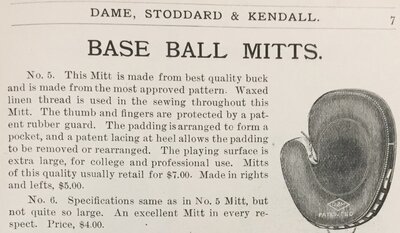 DAME, STODDARD & KENDALL. 7
BASE BALL MITTS.
No. 5. This Mitt is made from best quality buck
and is made from the most approved pattern. Waxed
linen thread is used in the sewing throughout this
Mitt. The thumb and fingers are protected by a pat-
ent rubber guard. The padding is arranged to form a
pocket, and a patent lacing at heel allows the padding
to be removed or rearranged. The playing surface is
extra large, for college and professional use. Mitts
of this quality usually retail for $7.00. Made in rights
and lefts, $5.00.
No. 6. Specifications same as in No. 5 Mitt, but
not quite so large. An excellent Mitt in every re-
spect. Price, $4.00.
PATENTED